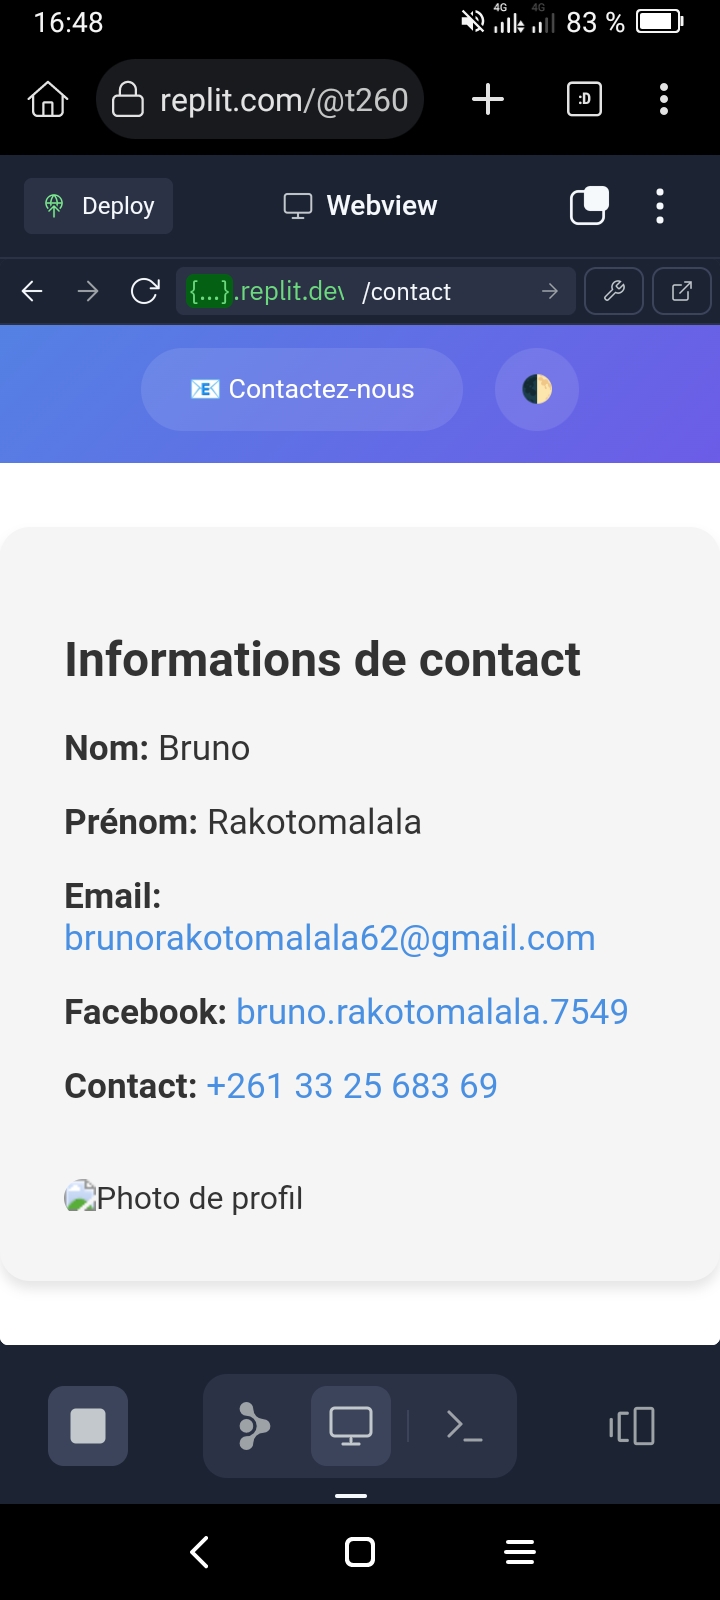 16:48
4G 4G 83 %
replit.com/@t260
:D
Deploy
Webview
{...}.replit.dev /contact
📧 Contactez-nous
Informations de contact
Nom: Bruno
Prénom: Rakotomalala
Email:
brunorakotomalala62@gmail.com
Facebook: bruno.rakotomalala.7549
Contact: +261 33 25 683 69
Photo de profil